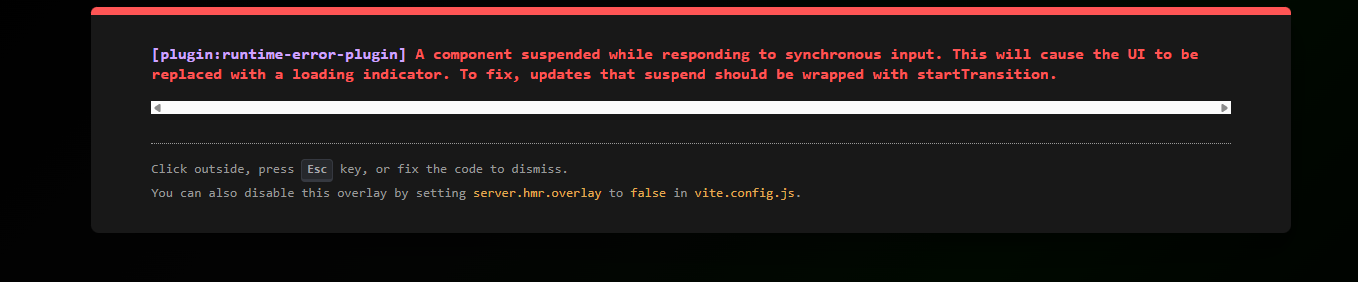 [plugin:runtime-error-plugin] A component suspended while responding to synchronous input. This will cause the UI to be
replaced with a loading indicator. To fix, updates that suspend should be wrapped with startTransition.
Click outside, press Esc key, or fix the code to dismiss.
You can also disable this overlay by setting server.hmr.overlay to false in vite.config.js.